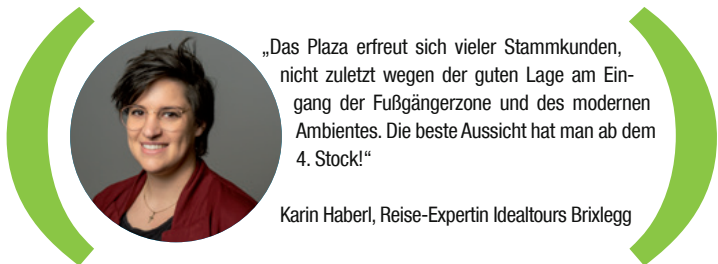 „Das Plaza erfreut sich vieler Stammkunden,
nicht zuletzt wegen der guten Lage am Ein-
gang der Fußgängerzone und des modernen
Ambientes. Die beste Aussicht hat man ab dem
4. Stock!“
Karin Haberl, Reise-Expertin Idealtours Brixlegg